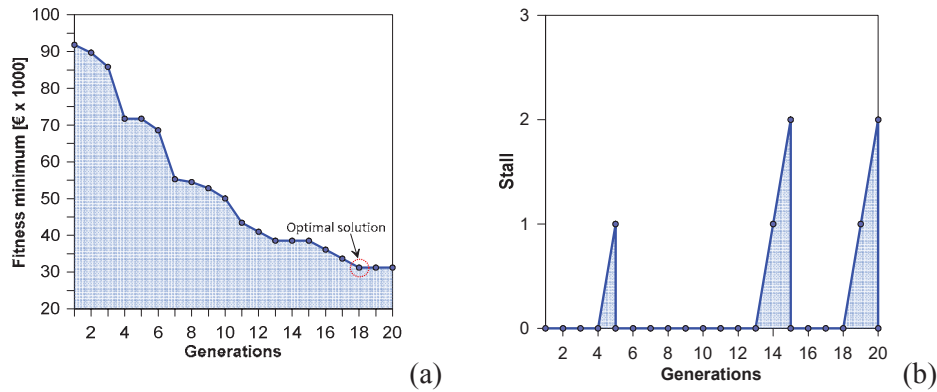 100
90
80
70
60
50
40
30
20
Fitness minimum [€ x 1000]
Optimal solution
2 4 6 8 10 12 14 16 18 20
Generations
(a)
3
2
1
0
Stall
2 4 6 8 10 12 14 16 18 20
Generations
(b)